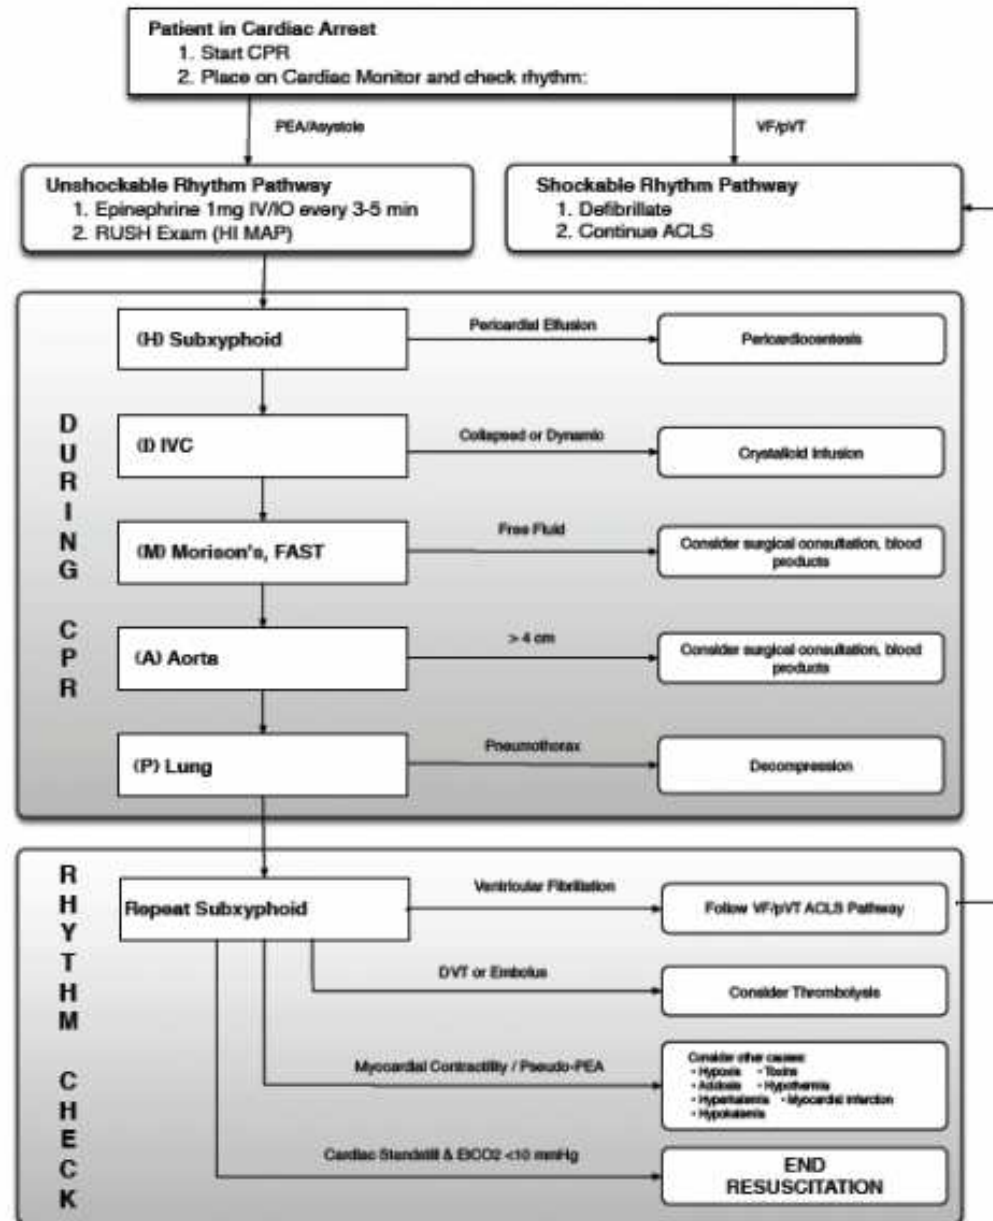 Patient in Cardiac Arrest
1. Start CPR
2. Place on Cardiac Monitor and check rhythm:
PEA/Asystole
VF/pVT
Unshockable Rhythm Pathway
1. Epinephrine 1mg IV/IO every 3-5 min
2. RUSH Exam (HI MAP)
Shockable Rhythm Pathway
1. Defibrillate
2. Continue ACLS
DURING CPR
(H) Subxyphoid
Pericardial Effusion
Pericardiocentesis
(I) IVC
Collapsed or Dynamic
Crystalloid Infusion
(M) Morison's, FAST
Free Fluid
Consider surgical consultation, blood
products
(A) Aorta
> 4 cm
Consider surgical consultation, blood
products
(P) Lung
Pneumothorax
Decompression
RHYTHM CHECK
Repeat Subxyphoid
Ventricular Fibrillation
Follow VF/pVT ACLS Pathway
DVT or Embolus
Consider Thrombolysis
Myocardial Contractility / Pseudo-PEA
Consider other causes:
• Hypoxia • Toxins
• Acidosis • Hypothermia
• Hyperkalemia • Myocardial Infarction
• Hypokalemia
Cardiac Standstill & EtCO2 <10 mmHg
END
RESUSCITATION